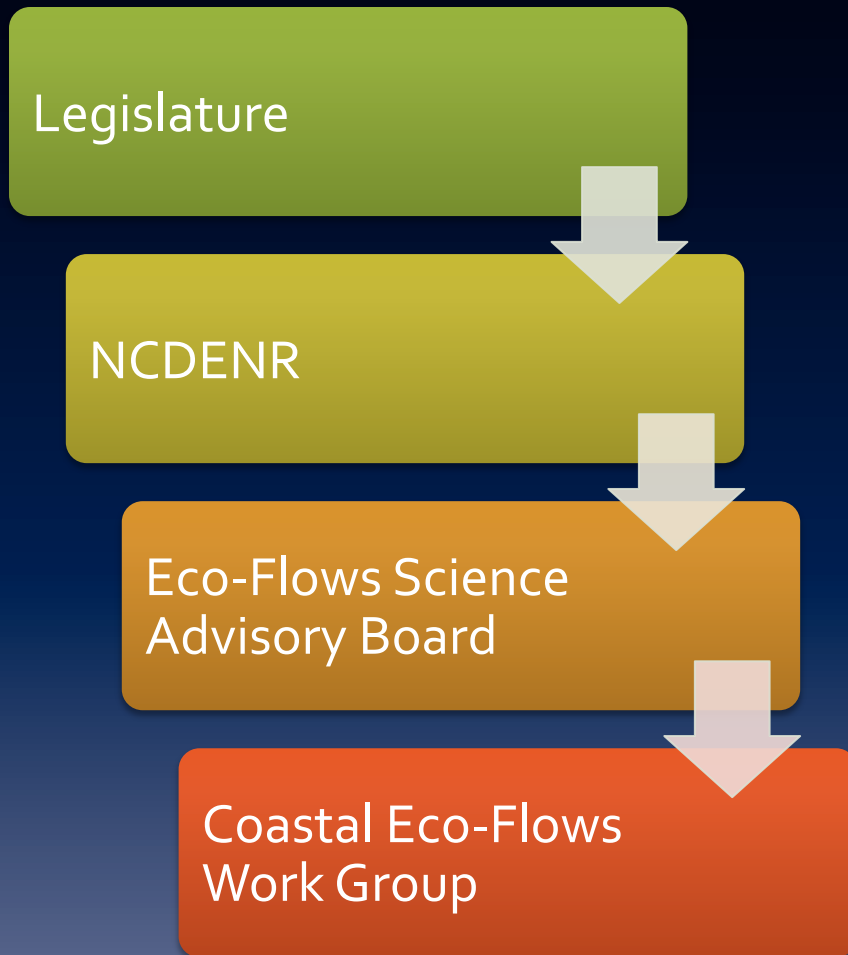 Legislature
NCDENR
Eco-Flows Science
Advisory Board
Coastal Eco-Flows
Work Group